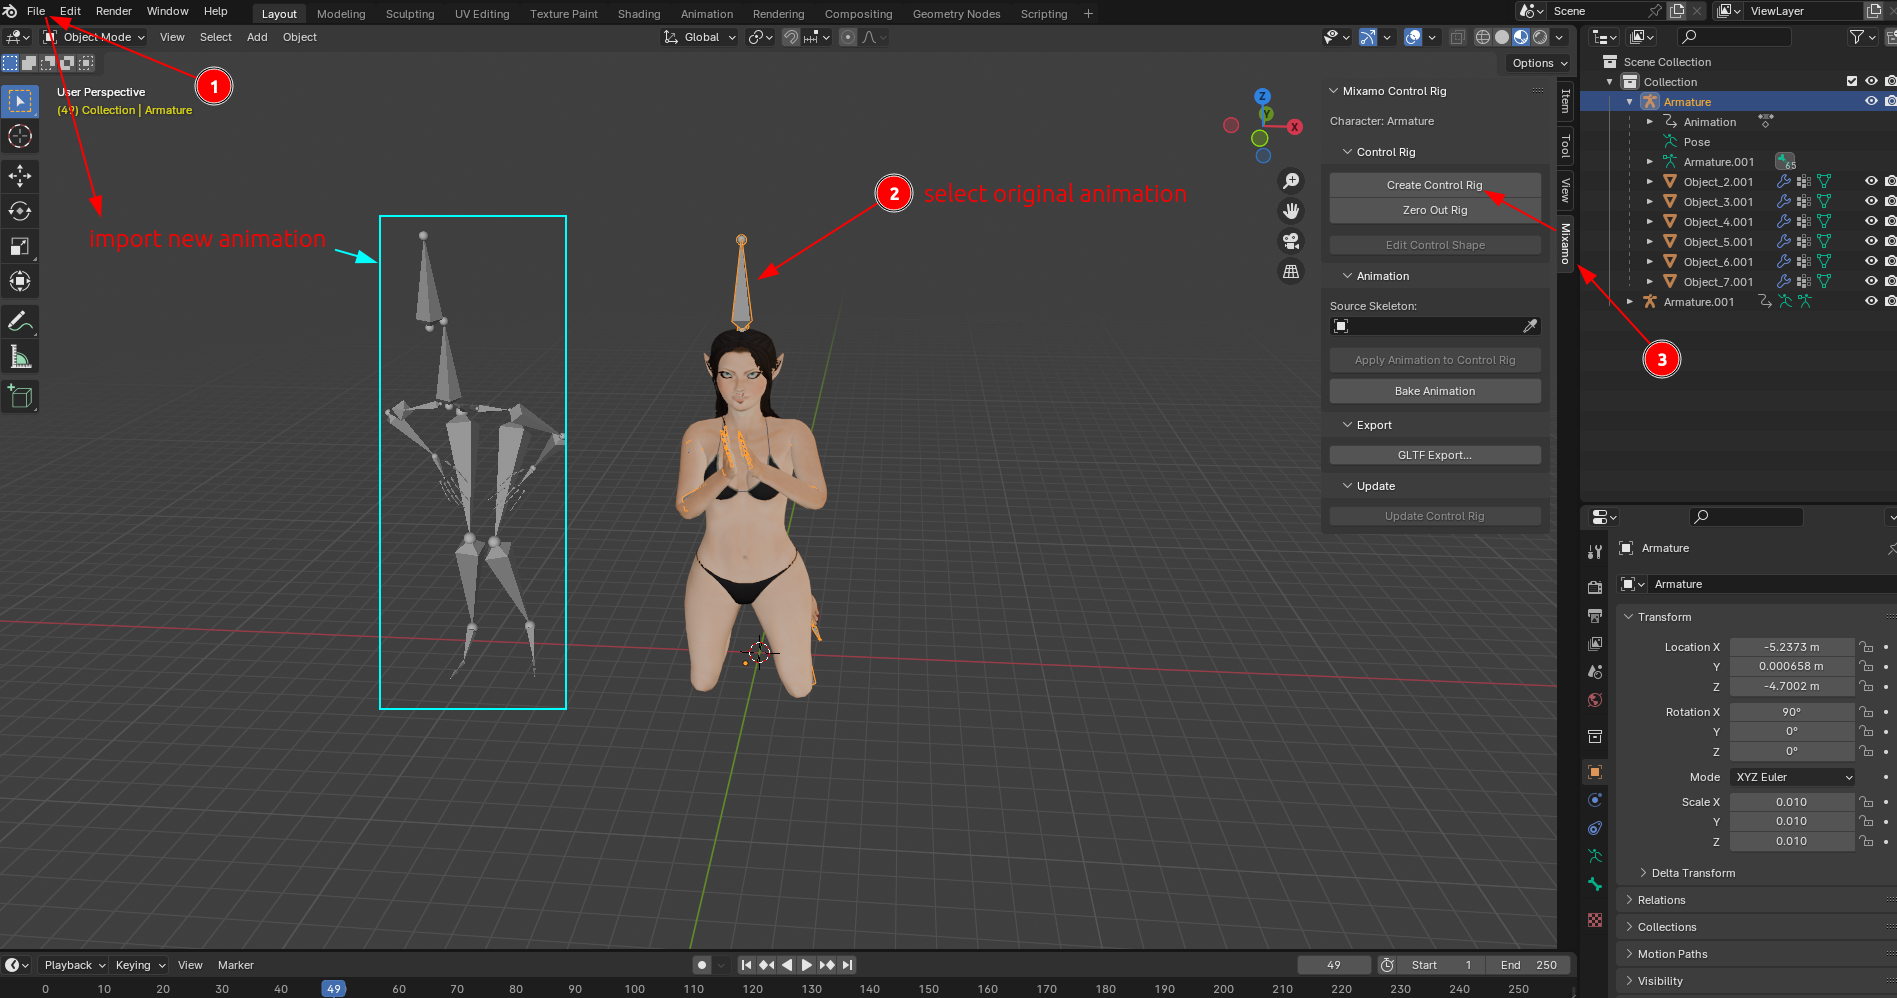 File Edit Render Window Help Layout Modeling Sculpting UV Editing Texture Paint Shading Animation Rendering Compositing Geometry Nodes Scripting + Scene ViewLayer
Object Mode View Select Add Object Global
Options
User Perspective
(49) Collection | Armature
1
2
select original animation
Import new animation
3
Z
Y
X
Mixamo Control Rig
Character: Armature
Control Rig
Create Control Rig
Zero Out Rig
Edit Control Shape
Animation
Source Skeleton:
Apply Animation to Control Rig
Bake Animation
Export
GLTF Export...
Update
Update Control Rig
Item
Tool
View
Mixamo
Scene Collection
Collection
Armature
Animation
Pose
Armature.001 65
Object_2.001
Object_3.001
Object_4.001
Object_5.001
Object_6.001
Object_7.001
Armature.001
Armature
Armature
Transform
Location X -5.2373 m
Y 0.000658 m
Z -4.7002 m
Rotation X 90°
Y 0°
Z 0°
Mode XYZ Euler
Scale X 0.010
Y 0.010
Z 0.010
Delta Transform
Relations
Collections
Motion Paths
Visibility
Playback Keying View Marker 49 Start 1 End 250
0 10 20 30 40 49 60 70 80 90 100 110 120 130 140 150 160 170 180 190 200 210 220 230 240 250